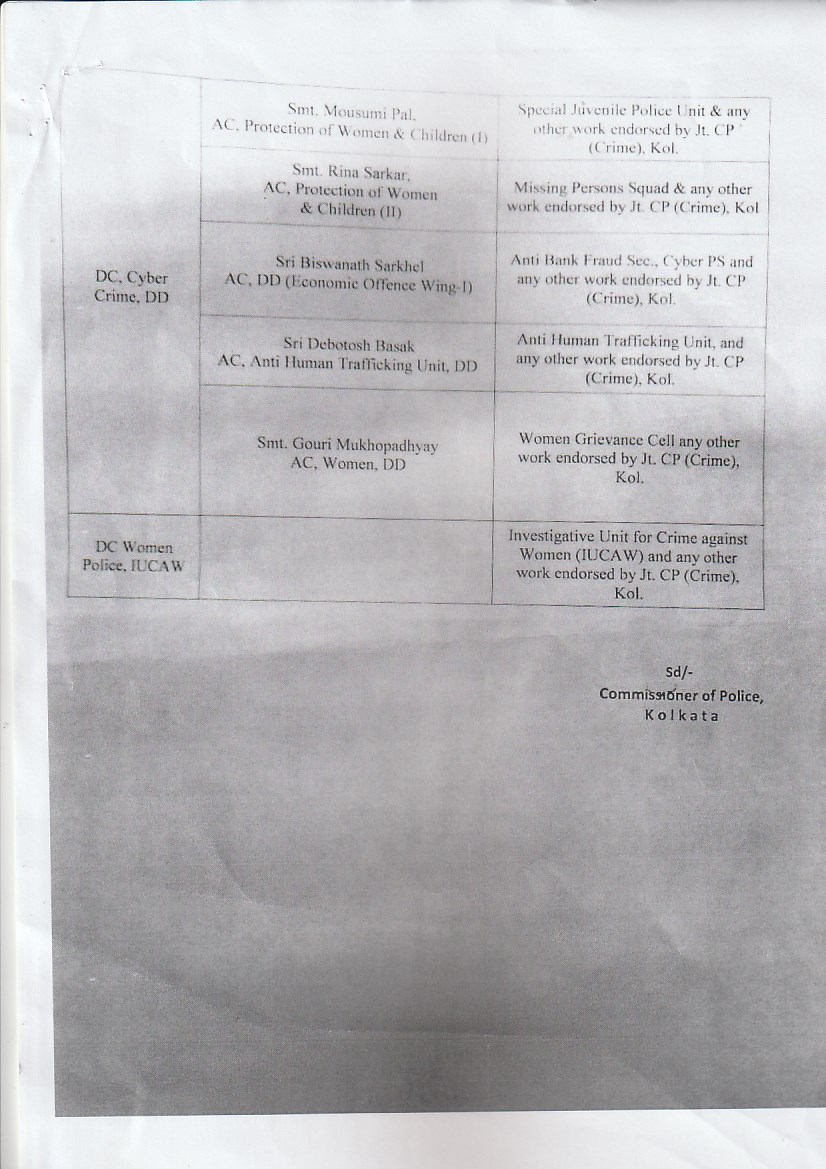 DC, Cyber
Crime, DD
Smt. Mousumi Pal,
AC, Protection of Women & Children (I)
Special Juvenile Police Unit & any
other work endorsed by Jt. CP
(Crime), Kol.
Smt. Rina Sarkar,
AC, Protection of Women
& Children (II)
Missing Persons Squad & any other
work endorsed by Jt. CP (Crime), Kol
Sri Biswanath Sarkhel
AC, DD (Economic Offence Wing-I)
Anti Bank Fraud Sec., Cyber PS and
any other work endorsed by Jt. CP
(Crime), Kol.
Sri Debotosh Basak
AC, Anti Human Trafficking Unit, DD
Anti Human Trafficking Unit, and
any other work endorsed by Jt. CP
(Crime), Kol.
Smt. Gouri Mukhopadhyay
AC, Women, DD
Women Grievance Cell any other
work endorsed by Jt. CP (Crime),
Kol.
DC Women
Police, IUCAW
Investigative Unit for Crime against
Women (IUCAW) and any other
work endorsed by Jt. CP (Crime),
Kol.
Sd/-
Commissioner of Police,
Kolkata